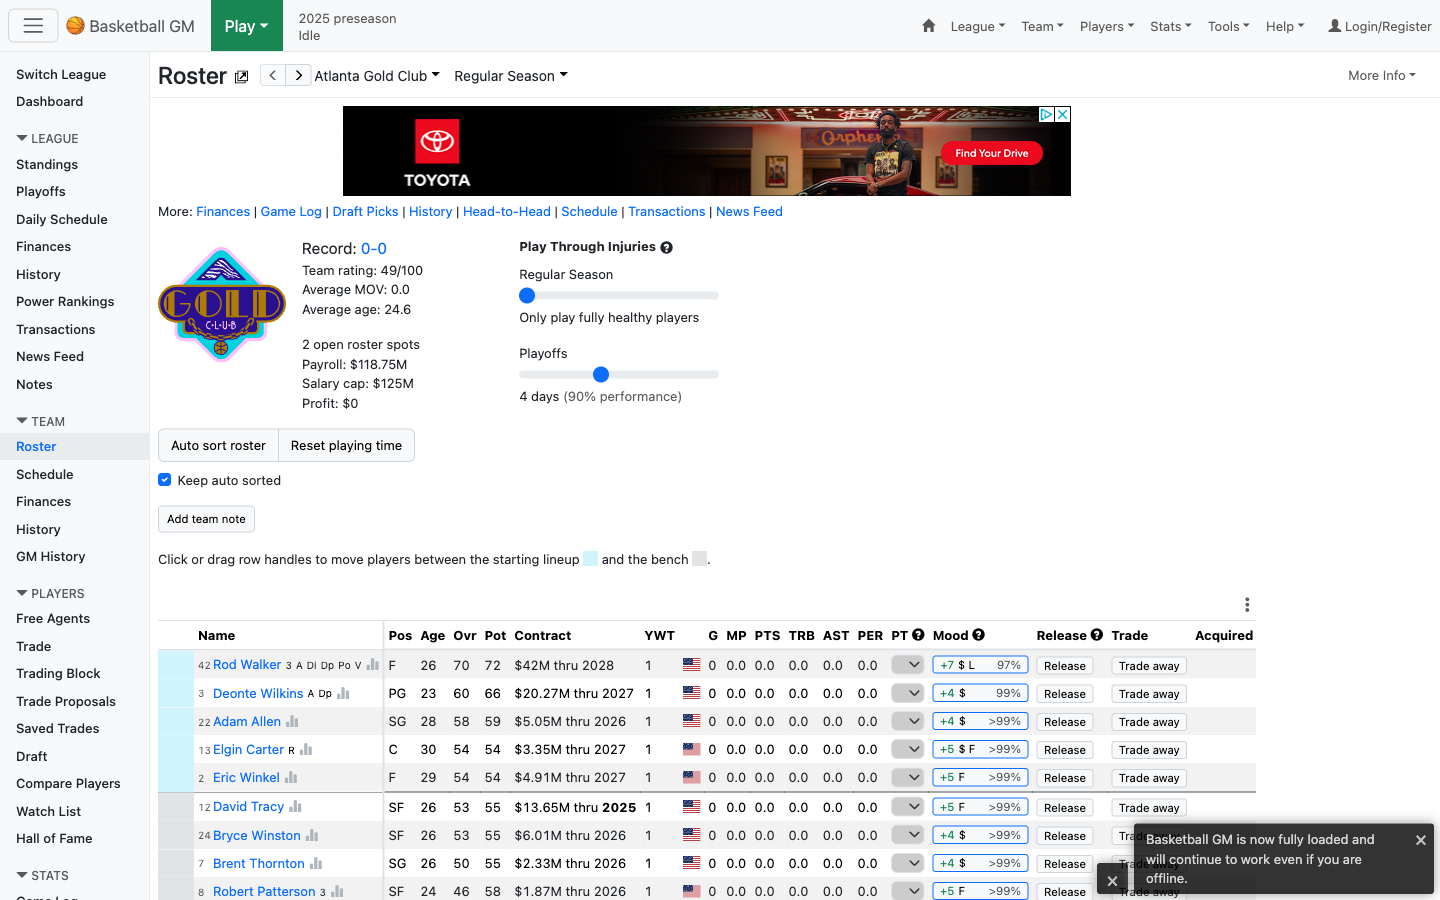 Basketball GM
Play
2025 preseason
Idle
League
Team
Players
Stats
Tools
Help
Login/Register
Switch League
Dashboard
LEAGUE
Standings
Playoffs
Daily Schedule
Finances
History
Power Rankings
Transactions
News Feed
Notes
TEAM
Roster
Schedule
Finances
History
GM History
PLAYERS
Free Agents
Trade
Trading Block
Trade Proposals
Saved Trades
Draft
Compare Players
Watch List
Hall of Fame
STATS
Game Log
Roster
Atlanta Gold Club
Regular Season
More Info
TOYOTA
Orpheum
Find Your Drive
More: Finances | Game Log | Draft Picks | History | Head-to-Head | Schedule | Transactions | News Feed
GOLD
C·L·U·B
Record: 0-0
Team rating: 49/100
Average MOV: 0.0
Average age: 24.6
2 open roster spots
Payroll: $118.75M
Salary cap: $125M
Profit: $0
Play Through Injuries
Regular Season
Only play fully healthy players
Playoffs
4 days (90% performance)
Auto sort roster
Reset playing time
Keep auto sorted
Add team note
Click or drag row handles to move players between the starting lineup and the bench .
Name Pos Age Ovr Pot Contract YWT G MP PTS TRB AST PER PT Mood Release Trade Acquired
42 Rod Walker 3 A Di Dp Po V F 26 70 72 $42M thru 2028 1 0 0.0 0.0 0.0 0.0 0.0 +7 $ L 97% Release Trade away
3 Deonte Wilkins A Dp PG 23 60 66 $20.27M thru 2027 1 0 0.0 0.0 0.0 0.0 0.0 +4 $ 99% Release Trade away
22 Adam Allen SG 28 58 59 $5.05M thru 2026 1 0 0.0 0.0 0.0 0.0 0.0 +4 $ >99% Release Trade away
13 Elgin Carter R C 30 54 54 $3.35M thru 2027 1 0 0.0 0.0 0.0 0.0 0.0 +5 $ F >99% Release Trade away
2 Eric Winkel F 29 54 54 $4.91M thru 2027 1 0 0.0 0.0 0.0 0.0 0.0 +5 F >99% Release Trade away
12 David Tracy SF 26 53 55 $13.65M thru 2025 1 0 0.0 0.0 0.0 0.0 0.0 +5 F >99% Release Trade away
24 Bryce Winston SF 26 53 55 $6.01M thru 2026 1 0 0.0 0.0 0.0 0.0 0.0 +4 $ >99% Release Trade away
7 Brent Thornton SG 26 50 55 $2.33M thru 2026 1 0 0.0 0.0 0.0 0.0 0.0 +4 $ >99% Release Trade away
8 Robert Patterson 3 SF 24 46 58 $1.87M thru 2026 1 0 0.0 0.0 0.0 0.0 0.0 +5 F >99% Release Trade away
Basketball GM is now fully loaded and
will continue to work even if you are
offline.